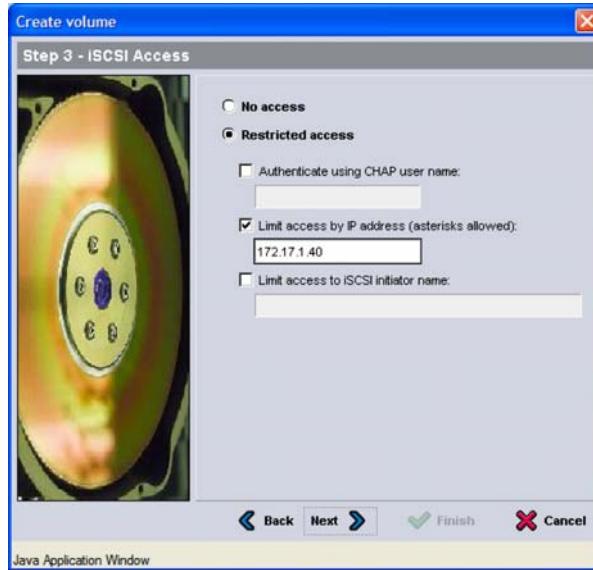 Create volume
Step 3 - iSCSI Access
No access
Restricted access
Authenticate using CHAP user name:
Limit access by IP address (asterisks allowed):
172.17.1.40
Limit access to iSCSI initiator name:
Back Next Finish Cancel
Java Application Window